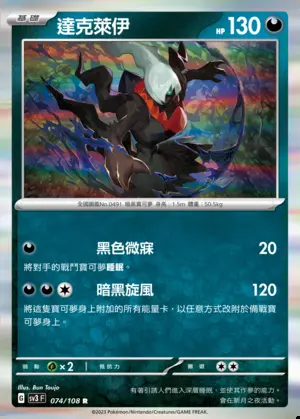 基礎 達克萊伊 HP 130
全國圖鑑No.0491 暗黑寶可夢 身高：1.5m 體重：50.5kg
黑色微寐 20
將對手的戰鬥寶可夢睡眠。
暗黑旋風 120
將這隻寶可夢身上附加的所有能量卡，以任意方式改附於備戰寶
可夢身上。
弱點 ×2 抵抗力 撤退
Illus. Bun Toujo
G SV3 F 074/108 R
有著引誘人們進入深層睡眠，並使其作夢的能力。
會在新月之夜活動。
©2023 Pokémon/Nintendo/Creatures/GAME FREAK.